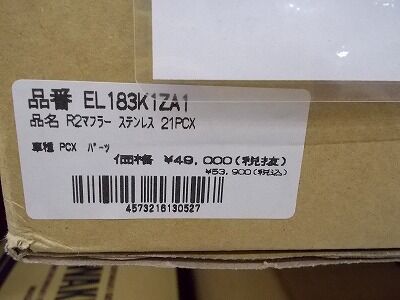 品番 EL183K1ZA1
品名 R2マフラー ステンレス 21PCX
車種 PCX パーツ
価格 ¥49,000(税抜)
¥53,900(税込)
4573216130527
NAK